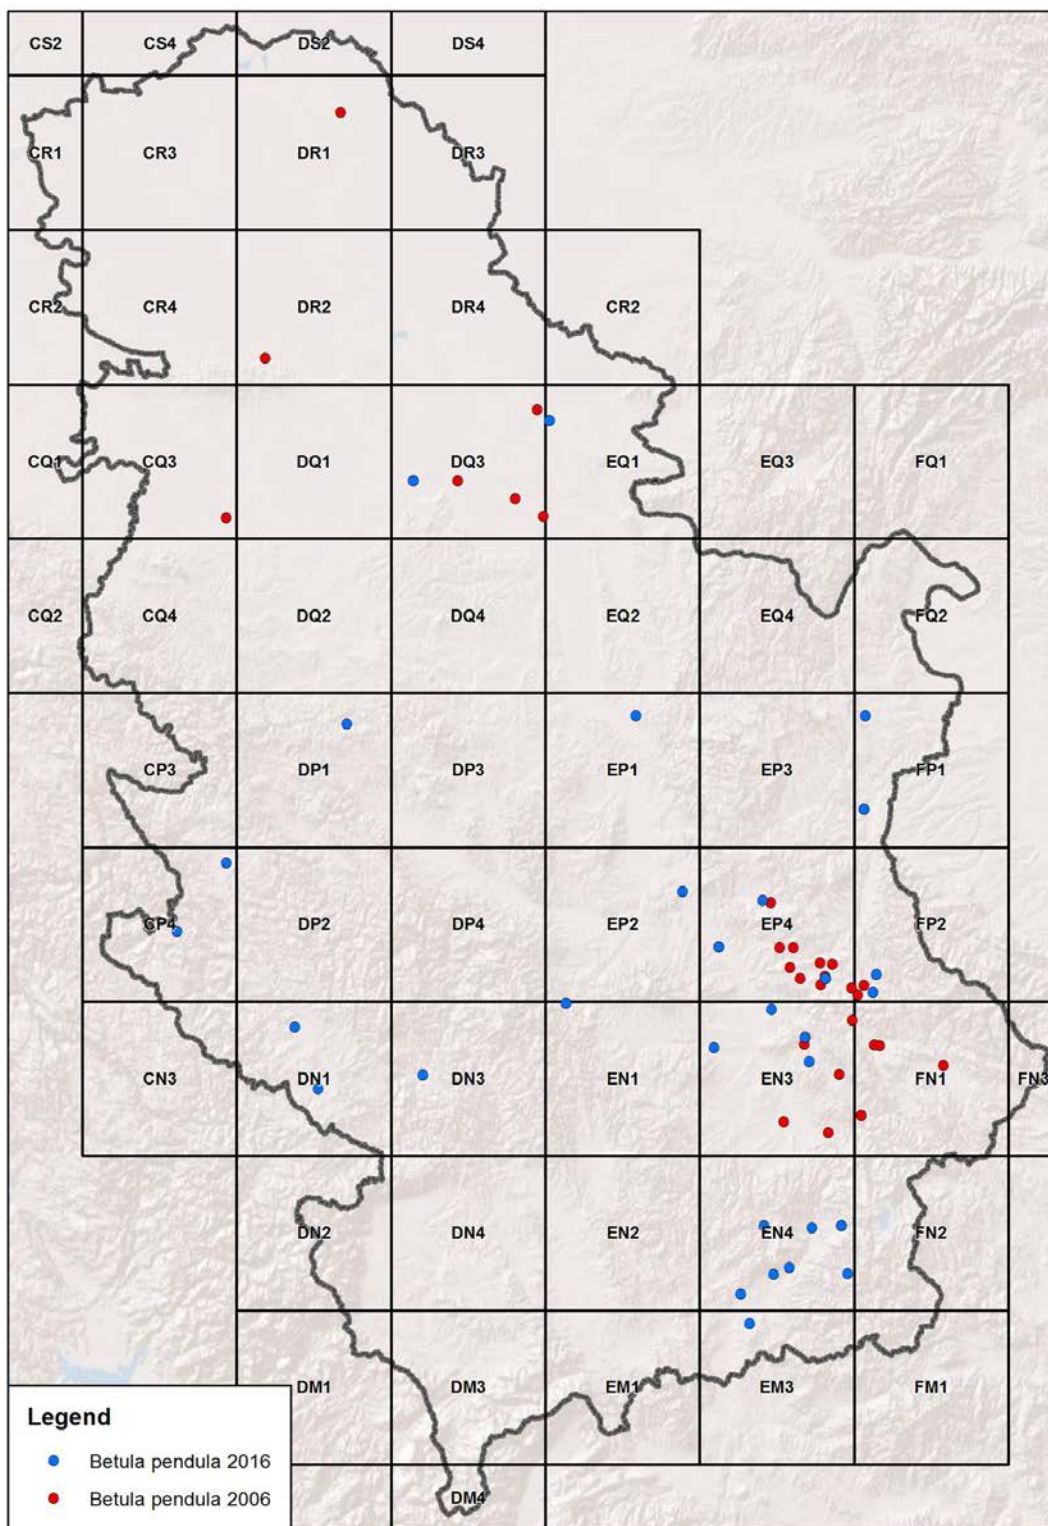 CS2 CS4 DS2 DS4
CR1 CR3 DR1 DR3
CR2 CR4 DR2 DR4 CR2
CQ1 CQ3 DQ1 DQ3 EQ1 EQ3 FQ1
CQ2 CQ4 DQ2 DQ4 EQ2 EQ4 FQ2
CP3 DP1 DP3 EP1 EP3 FP1
CP4 DP2 DP4 EP2 EP4 FP2
CN3 DN1 DN3 EN1 EN3 FN1 FN3
DN2 DN4 EN2 EN4 FN2
DM1 DM3 EM1 EM3 FM1
DM4
Legend
Betula pendula 2016
Betula pendula 2006